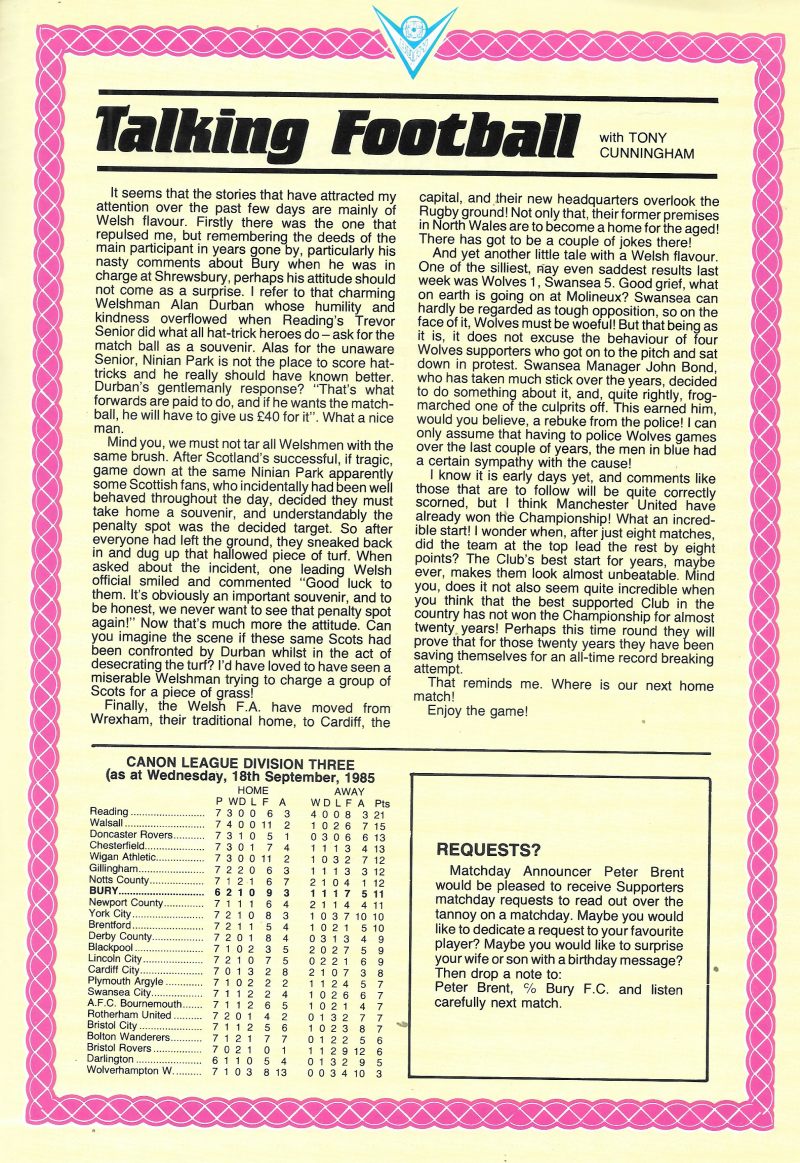 Talking Football
with TONY
CUNNINGHAM
It seems that the stories that have attracted my
attention over the past few days are mainly of
Welsh flavour. Firstly there was the one that
repulsed me, but remembering the deeds of the
main participant in years gone by, particularly his
nasty comments about Bury when he was in
charge at Shrewsbury, perhaps his attitude should
not come as a surprise. I refer to that charming
Welshman Alan Durban whose humility and
kindness overflowed when Reading's Trevor
Senior did what all hat-trick heroes do – ask for the
match ball as a souvenir. Alas for the unaware
Senior, Ninian Park is not the place to score hat-
tricks and he really should have known better.
Durban's gentlemanly response? "That's what
forwards are paid to do, and if he wants the match-
ball, he will have to give us £40 for it". What a nice
man.
Mind you, we must not tar all Welshmen with the
same brush. After Scotland's successful, if tragic,
game down at the same Ninian Park apparently
some Scottish fans, who incidentally had been well
behaved throughout the day, decided they must
take home a souvenir, and understandably the
penalty spot was the decided target. So after
everyone had left the ground, they sneaked back
in and dug up that hallowed piece of turf. When
asked about the incident, one leading Welsh
official smiled and commented "Good luck to
them. It's obviously an important souvenir, and to
be honest, we never want to see that penalty spot
again!" Now that's much more the attitude. Can
you imagine the scene if these same Scots had
been confronted by Durban whilst in the act of
desecrating the turf? I'd have loved to have seen a
miserable Welshman trying to charge a group of
Scots for a piece of grass!
Finally, the Welsh F.A. have moved from
Wrexham, their traditional home, to Cardiff, the
capital, and their new headquarters overlook the
Rugby ground! Not only that, their former premises
in North Wales are to become a home for the aged!
There has got to be a couple of jokes there!
And yet another little tale with a Welsh flavour.
One of the silliest, nay even saddest results last
week was Wolves 1, Swansea 5. Good grief, what
on earth is going on at Molineux? Swansea can
hardly be regarded as tough opposition, so on the
face of it, Wolves must be woeful! But that being as
it is, it does not excuse the behaviour of four
Wolves supporters who got on to the pitch and sat
down in protest. Swansea Manager John Bond,
who has taken much stick over the years, decided
to do something about it, and, quite rightly, frog-
marched one of the culprits off. This earned him,
would you believe, a rebuke from the police! I can
only assume that having to police Wolves games
over the last couple of years, the men in blue had
a certain sympathy with the cause!
I know it is early days yet, and comments like
those that are to follow will be quite correctly
scorned, but I think Manchester United have
already won the Championship! What an incred-
ible start! I wonder when, after just eight matches,
did the team at the top lead the rest by eight
points? The Club's best start for years, maybe
ever, makes them look almost unbeatable. Mind
you, does it not also seem quite incredible when
you think that the best supported Club in the
country has not won the Championship for almost
twenty years! Perhaps this time round they will
prove that for those twenty years they have been
saving themselves for an all-time record breaking
attempt.
That reminds me. Where is our next home
match!
Enjoy the game!
CANON LEAGUE DIVISION THREE
(as at Wednesday, 18th September, 1985
HOME AWAY
P W D L F A W D L F A Pts
Reading 7 3 0 0 6 3 4 0 0 8 3 21
Walsall 7 4 0 0 11 2 1 0 2 6 7 15
Doncaster Rovers 7 3 1 0 5 1 0 3 0 6 6 13
Chesterfield 7 3 0 1 7 4 1 1 1 3 4 13
Wigan Athletic 7 3 0 0 11 2 1 0 3 2 7 12
Gillingham 7 2 2 0 6 3 1 1 1 3 3 12
Notts County 7 1 2 1 6 7 2 1 0 4 1 12
BURY 6 2 1 0 9 3 1 1 1 7 5 11
Newport County 7 1 1 1 6 4 2 1 1 4 4 11
York City 7 2 1 0 8 3 1 0 3 7 10 10
Brentford 7 2 1 1 5 4 1 0 2 1 5 10
Derby County 7 2 0 1 8 4 0 3 1 3 4 9
Blackpool 7 1 0 2 3 5 2 0 2 7 5 9
Lincoln City 7 2 1 0 7 5 0 2 2 1 6 9
Cardiff City 7 0 1 3 2 8 2 1 0 7 3 8
Plymouth Argyle 7 1 0 2 2 2 1 1 2 4 5 7
Swansea City 7 1 1 2 2 4 1 0 2 6 6 7
A.F.C. Bournemouth 7 1 1 2 6 5 1 0 2 1 4 7
Rotherham United 7 2 0 1 4 2 0 1 3 2 7 7
Bristol City 7 1 1 2 5 6 1 0 2 3 8 7
Bolton Wanderers 7 1 2 1 7 7 0 1 2 2 5 6
Bristol Rovers 7 0 2 1 0 1 1 1 2 9 12 6
Darlington 6 1 1 0 5 4 0 1 3 2 9 5
Wolverhampton W. 7 1 0 3 8 13 0 0 3 4 10 3
REQUESTS?
Matchday Announcer Peter Brent
would be pleased to receive Supporters
matchday requests to read out over the
tannoy on a matchday. Maybe you would
like to dedicate a request to your favourite
player? Maybe you would like to surprise
your wife or son with a birthday message?
Then drop a note to:
Peter Brent, ℅ Bury F.C. and listen
carefully next match.